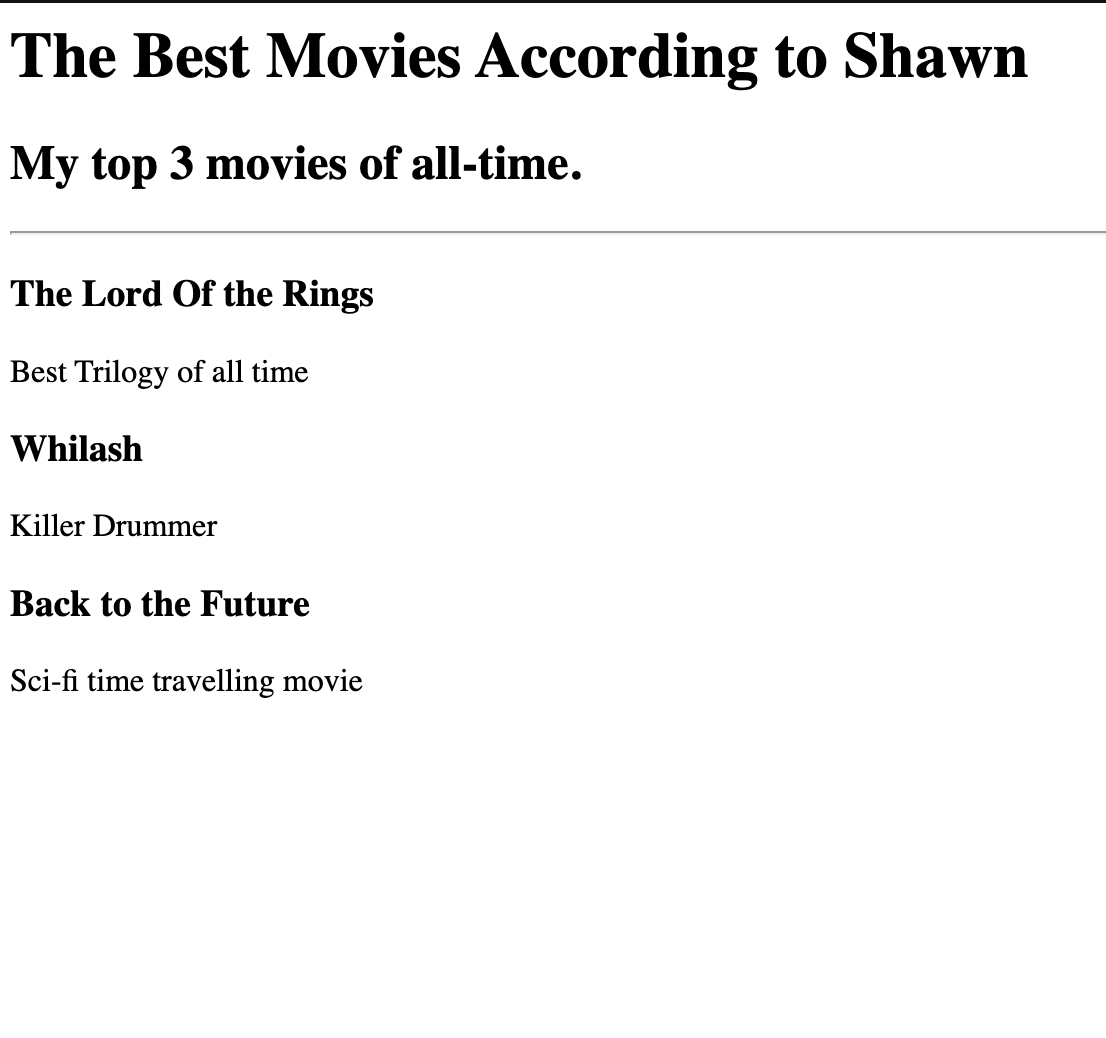 The Best Movies According to Shawn
My top 3 movies of all-time.
The Lord Of the Rings
Best Trilogy of all time
Whilash
Killer Drummer
Back to the Future
Sci-fi time travelling movie